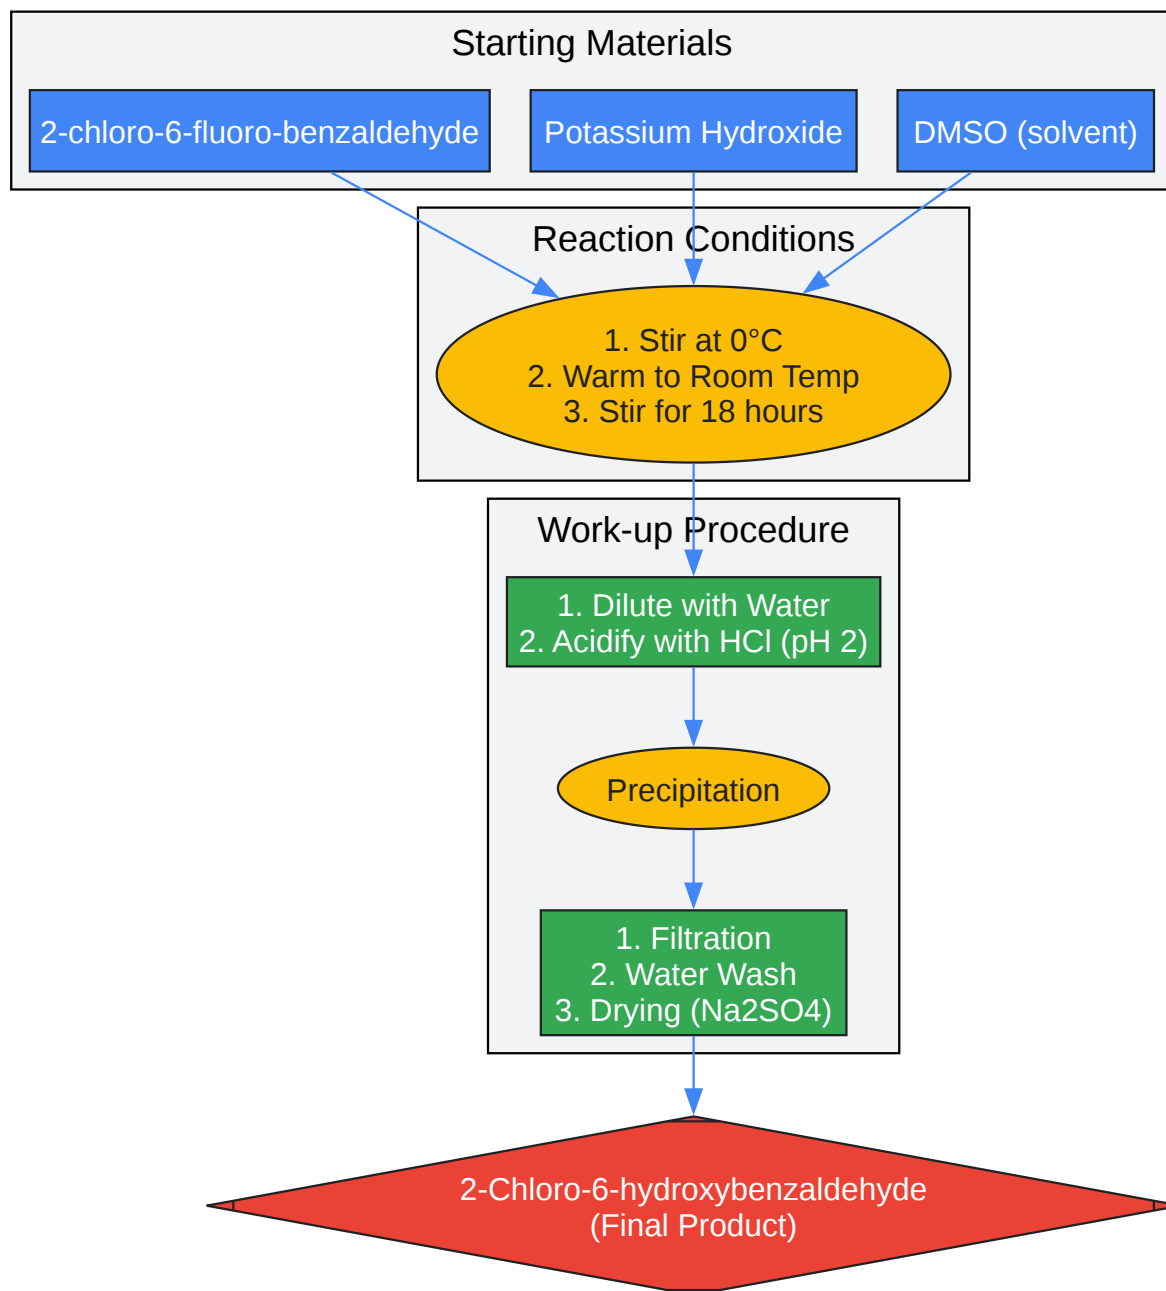 Starting Materials
2-chloro-6-fluoro-benzaldehyde
Potassium Hydroxide
DMSO (solvent)
Reaction Conditions
1. Stir at 0°C
2. Warm to Room Temp
3. Stir for 18 hours
Work-up Procedure
1. Dilute with Water
2. Acidify with HCl (pH 2)
Precipitation
1. Filtration
2. Water Wash
3. Drying (Na2SO4)
2-Chloro-6-hydroxybenzaldehyde
(Final Product)